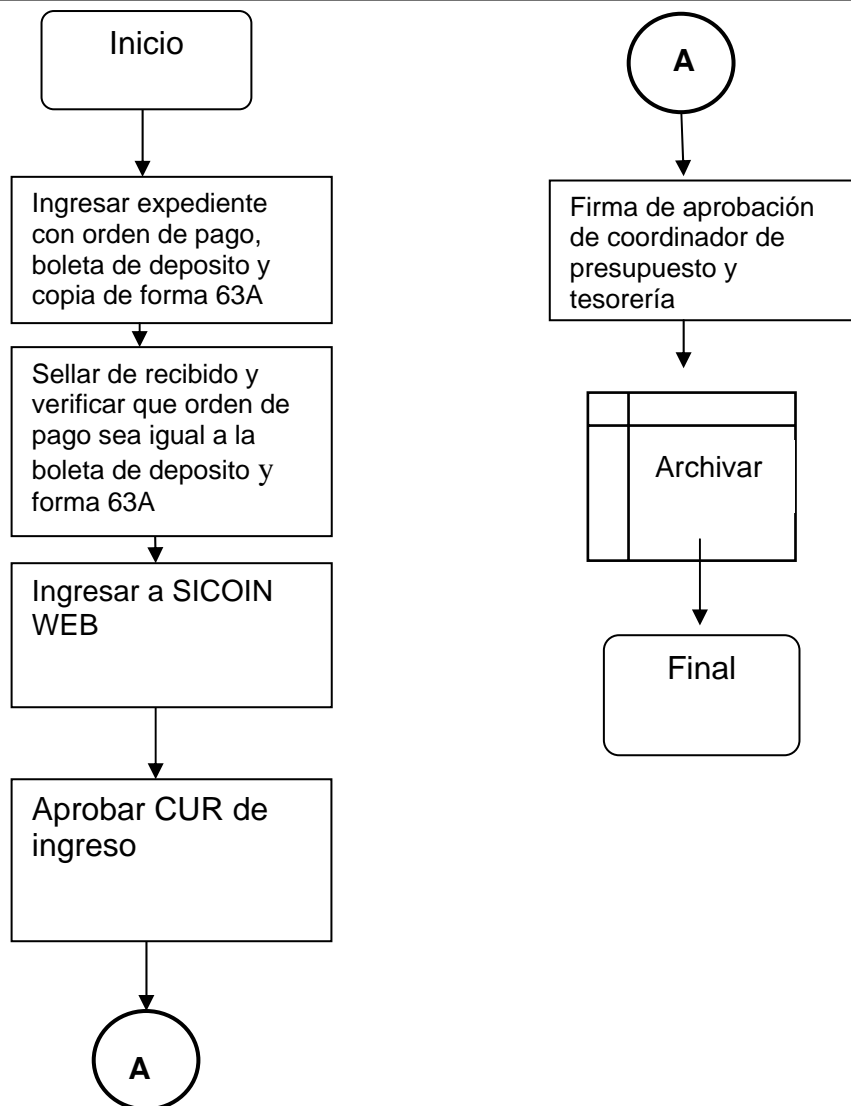 Inicio
Ingresar expediente
con orden de pago,
boleta de deposito y
copia de forma 63A
Sellar de recibido y
verificar que orden de
pago sea igual a la
boleta de deposito y
forma 63A
Ingresar a SICOIN
WEB
Aprobar CUR de
ingreso
A
A
Firma de aprobación
de coordinador de
presupuesto y
tesorería
Archivar
Final